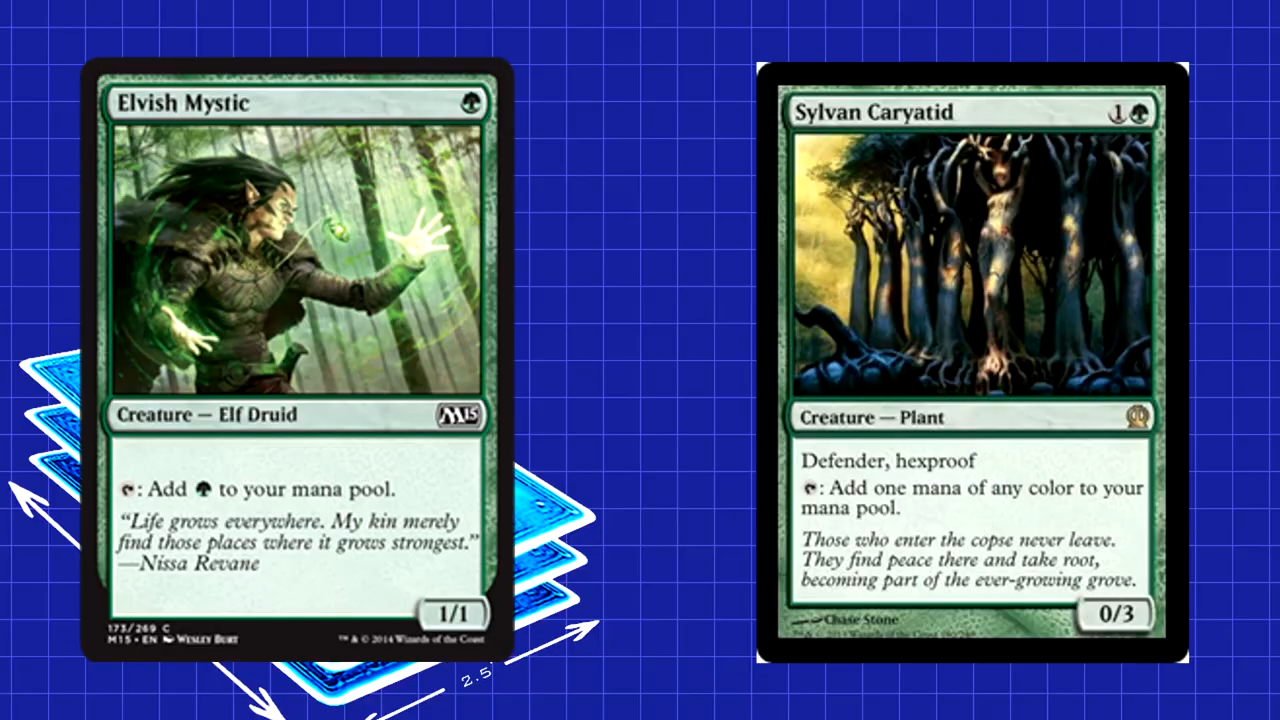 Elvish Mystic
Creature — Elf Druid
M15
: Add to your mana pool.
“Life grows everywhere. My kin merely
find those places where it grows strongest.”
—Nissa Revane
1/1
173/269 C
M15 • EN Wesley Burt
™ & © 2014 Wizards of the Coast
2.5
Sylvan Caryatid
1
Creature — Plant
Defender, hexproof
: Add one mana of any color to your
mana pool.
Those who enter the copse never leave.
They find peace there and take root,
becoming part of the ever-growing grove.
0/3
Chase Stone